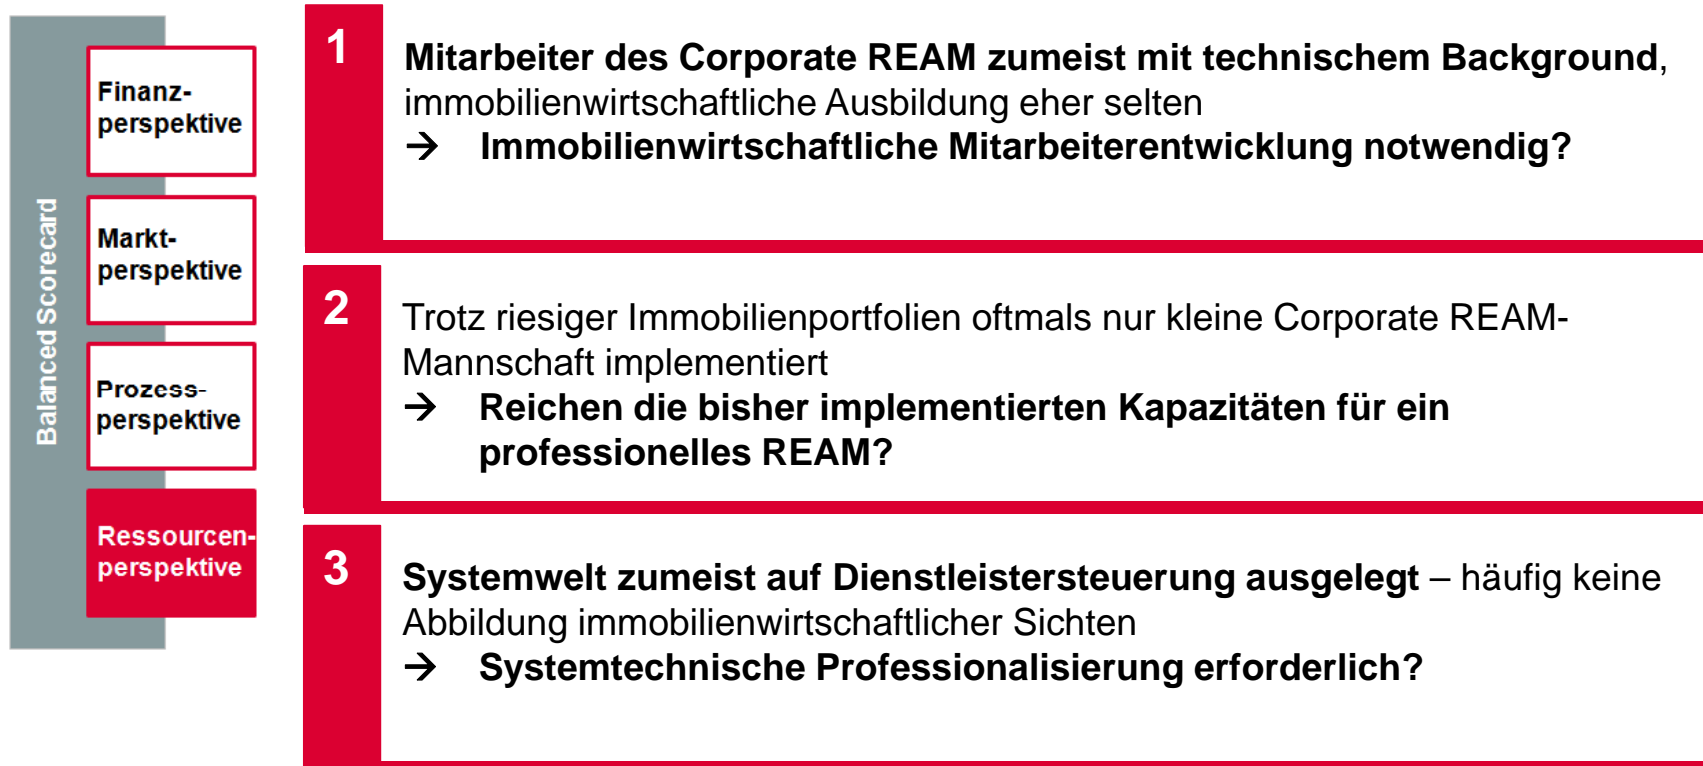 Balanced Scorecard
Finanz-
perspektive
Markt-
perspektive
Prozess-
perspektive
Ressourcen-
perspektive
1
Mitarbeiter des Corporate REAM zumeist mit technischem Background,
immobilienwirtschaftliche Ausbildung eher selten
→ Immobilienwirtschaftliche Mitarbeiterentwicklung notwendig?
2
Trotz riesiger Immobilienportfolien oftmals nur kleine Corporate REAM-
Mannschaft implementiert
→ Reichen die bisher implementierten Kapazitäten für ein
professionelles REAM?
3
Systemwelt zumeist auf Dienstleistersteuerung ausgelegt – häufig keine
Abbildung immobilienwirtschaftlicher Sichten
→ Systemtechnische Professionalisierung erforderlich?